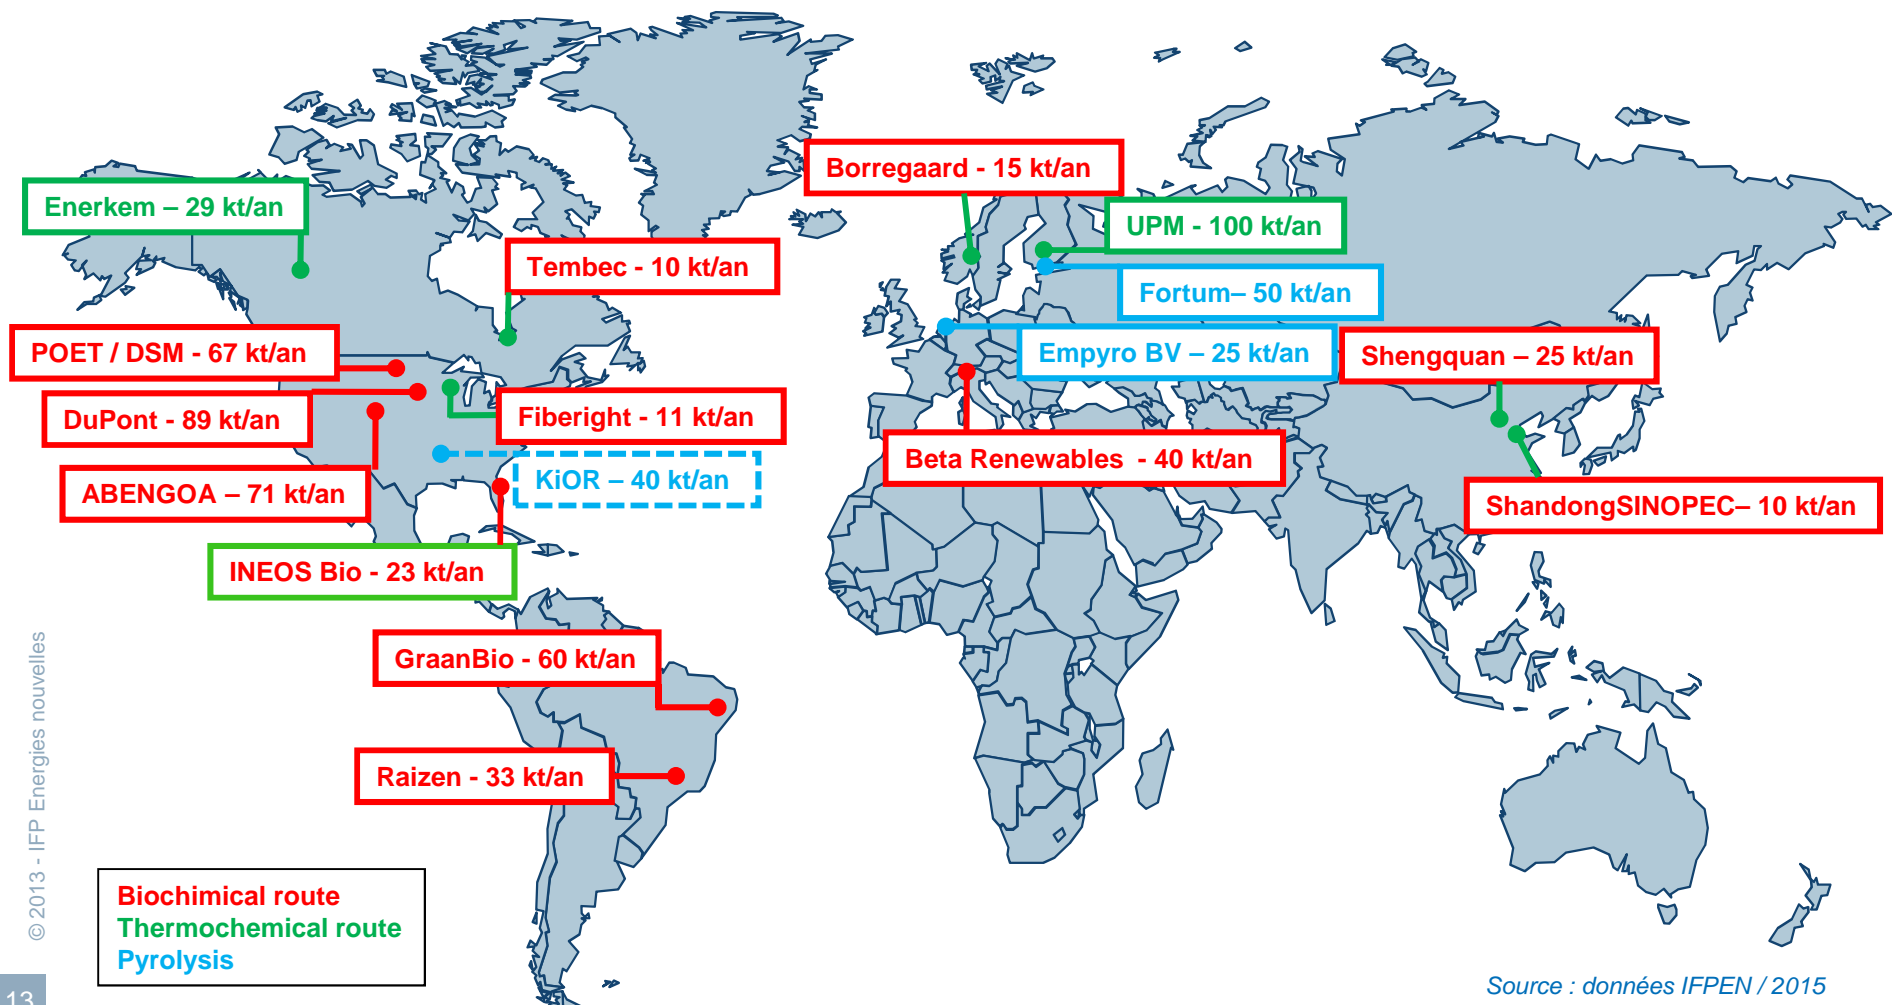 Borregaard - 15 kt/an
Enerkem – 29 kt/an
UPM - 100 kt/an
Tembec - 10 kt/an
Fortum– 50 kt/an
POET / DSM - 67 kt/an
Empyro BV – 25 kt/an
Shengquan – 25 kt/an
DuPont - 89 kt/an
Fiberight - 11 kt/an
Beta Renewables - 40 kt/an
KiOR – 40 kt/an
ABENGOA – 71 kt/an
ShandongSINOPEC– 10 kt/an
INEOS Bio - 23 kt/an
GraanBio - 60 kt/an
Raizen - 33 kt/an
© 2013 - IFP Energies nouvelles
Biochimical route
Thermochemical route
Pyrolysis
Source : données IFPEN / 2015
13